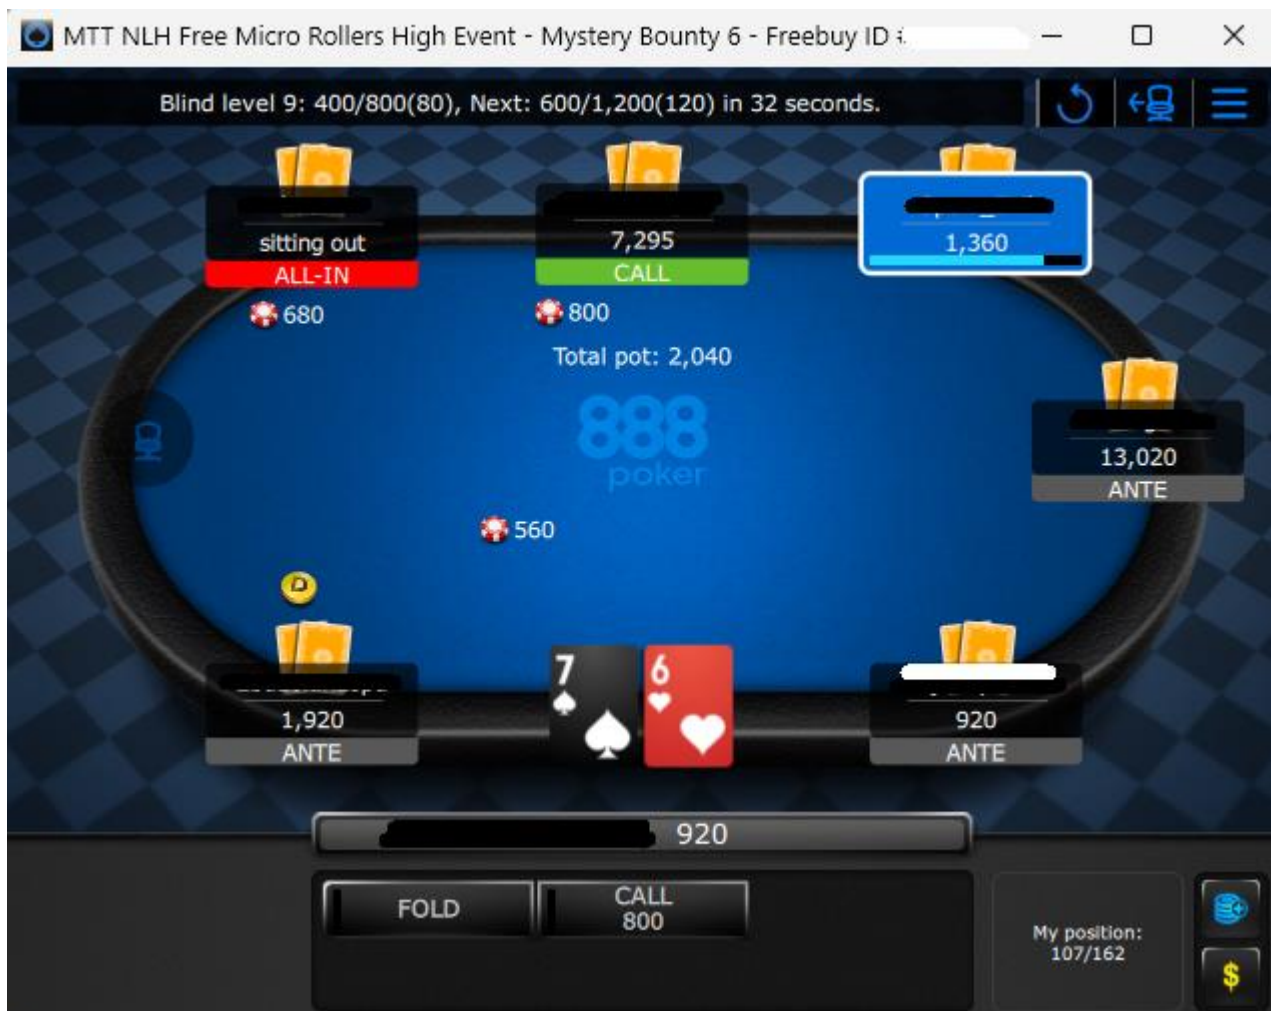 MTT NLH Free Micro Rollers High Event - Mystery Bounty 6 - Freebuy ID
Blind level 9: 400/800(80), Next: 600/1,200(120) in 32 seconds.
sitting out
ALL-IN
680
7,295
CALL
800
1,360
Total pot: 2,040
888
poker
13,020
ANTE
560
D
1,920
ANTE
7
6
920
ANTE
920
FOLD
CALL
800
My position:
107/162
$